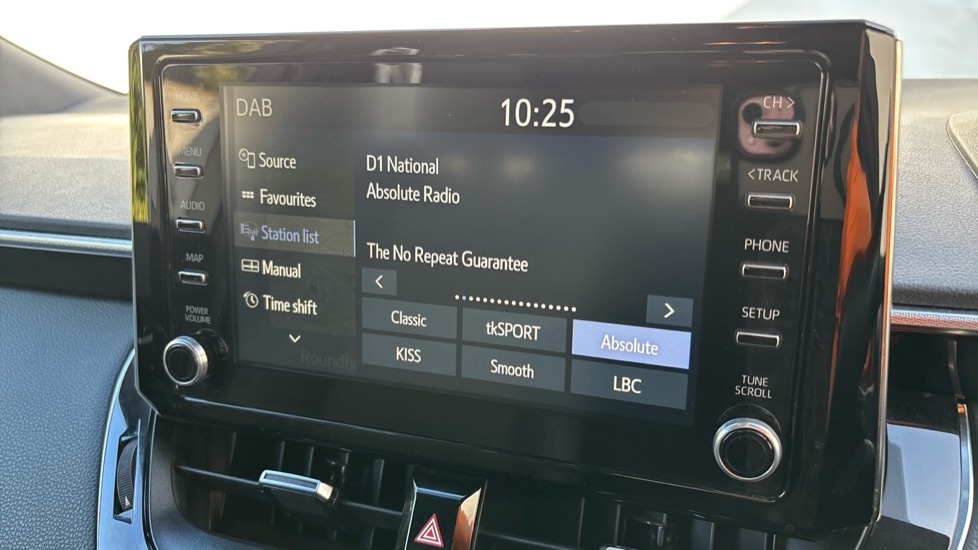 DAB
10:25
Source
Favourites
Station list
Manual
Time shift
D1 National
Absolute Radio
The No Repeat Guarantee
<
>
Classic
tkSPORT
Absolute
KISS
Smooth
LBC
HOME
MENU
AUDIO
MAP
POWER
VOLUME
CH >
< TRACK
PHONE
SETUP
TUNE
SCROLL